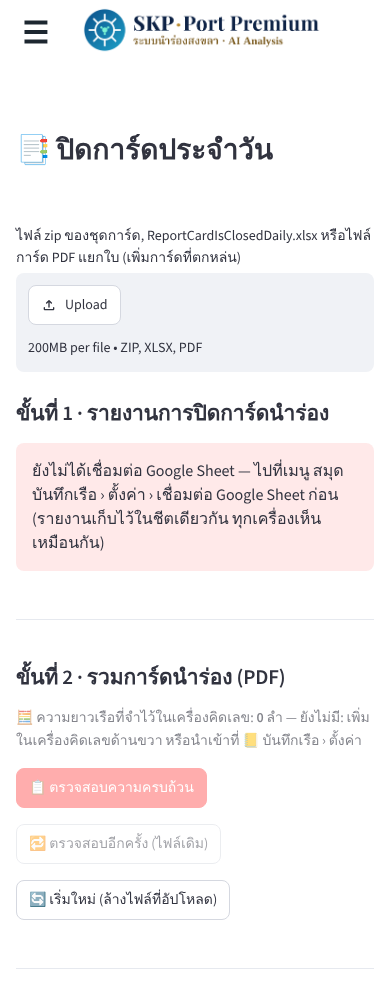 ☰
SKP·Port Premium
ระบบนำร่องสงขลา · AI Analysis
📑 ปิดการ์ดประจำวัน
ไฟล์ zip ของชุดการ์ด, ReportCardIsClosedDaily.xlsx หรือไฟล์
การ์ด PDF แยกใบ (เพิ่มการ์ดที่ตกหล่น)
Upload
200MB per file • ZIP, XLSX, PDF
ขั้นที่ 1 · รายงานการปิดการ์ดนำร่อง
ยังไม่ได้เชื่อมต่อ Google Sheet — ไปที่เมนู สมุด
บันทึกเรือ › ตั้งค่า › เชื่อมต่อ Google Sheet ก่อน
(รายงานเก็บไว้ในชีตเดียวกัน ทุกเครื่องเห็น
เหมือนกัน)
ขั้นที่ 2 · รวมการ์ดนำร่อง (PDF)
🧮 ความยาวเรือที่จำไว้ในเครื่องคิดเลข: 0 ลำ — ยังไม่มี: เพิ่ม
ในเครื่องคิดเลขด้านขวา หรือนำเข้าที่ 📒 บันทึกเรือ › ตั้งค่า
📋 ตรวจสอบความครบถ้วน
🔁 ตรวจสอบอีกครั้ง (ไฟล์เดิม)
🔄 เริ่มใหม่ (ล้างไฟล์ที่อัปโหลด)